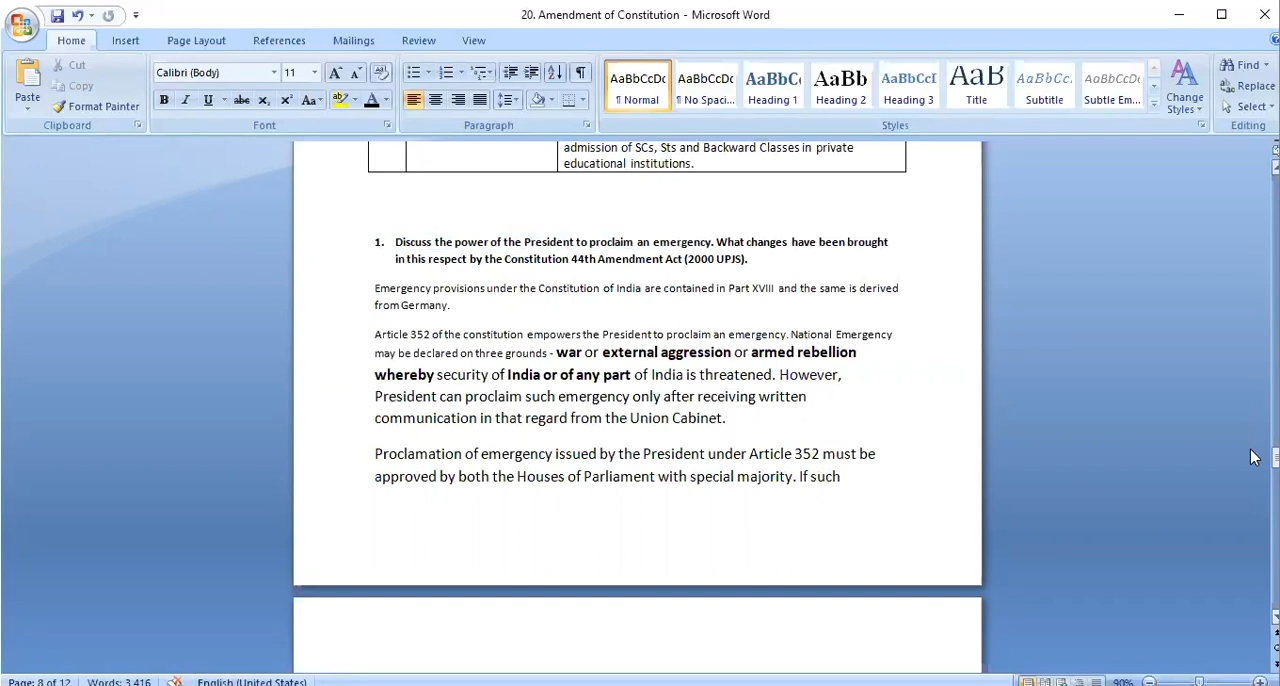 20. Amendment of Constitution - Microsoft Word
Home Insert Page Layout References Mailings Review View
Cut
Copy
Format Painter
Paste
Clipboard
Calibri (Body) 11
Font
Paragraph
AaBbCcDc AaBbCcDc AaBbC AaBb AaBbCcI AaB AaBbCc. AaBbCcDc
¶ Normal ¶ No Spaci... Heading 1 Heading 2 Heading 3 Title Subtitle Subtle Em...
Change Styles
Styles
Find
Replace
Select
Editing
admission of SCs, Sts and Backward Classes in private
educational institutions.
1. Discuss the power of the President to proclaim an emergency. What changes have been brought
in this respect by the Constitution 44th Amendment Act (2000 UPJS).
Emergency provisions under the Constitution of India are contained in Part XVIII and the same is derived
from Germany.
Article 352 of the constitution empowers the President to proclaim an emergency. National Emergency
may be declared on three grounds - war or external aggression or armed rebellion
whereby security of India or of any part of India is threatened. However,
President can proclaim such emergency only after receiving written
communication in that regard from the Union Cabinet.
Proclamation of emergency issued by the President under Article 352 must be
approved by both the Houses of Parliament with special majority. If such
Page: 8 of 12 Words: 3,416 English (United States) 90%